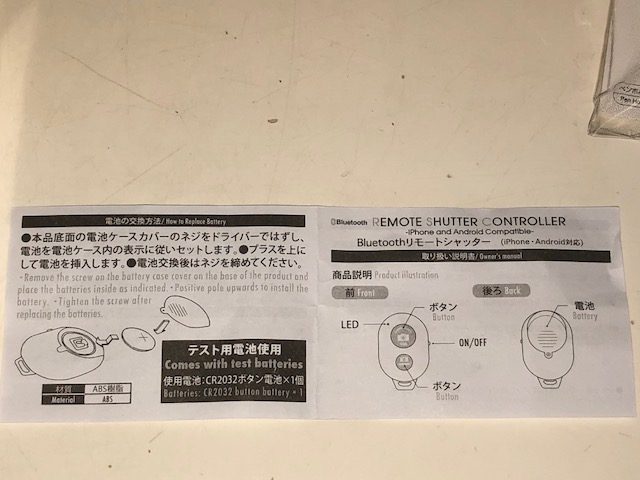 電池の交換方法/How to Replace Battery
●本品底面の電池ケースカバーのネジをドライバーではずし、
電池を電池ケース内の表示に従いセットします。●プラスを上に
して電池を挿入します。●電池交換後はネジを締めてください。
・Remove the screw on the battery case cover on the base of the product and
place the batteries inside as indicated. ・Positive pole upwards to install the
battery. ・Tighten the screw after
replacing the batteries.
テスト用電池使用
Comes with test batteries
使用電池:CR2032ボタン電池×1個
Batteries: CR2032 button battery × 1
材質 ABS樹脂
Material ABS
Bluetooth REMOTE SHUTTER CONTROLLER
-iPhone and Android Compatible-
Bluetoothリモートシャッター (iPhone・Android対応)
取り扱い説明書/Owner's manual
商品説明 Product illustration
前 Front
後ろ Back
LED
ボタン
Button
ON/OFF
ボタン
Button
電池
Battery